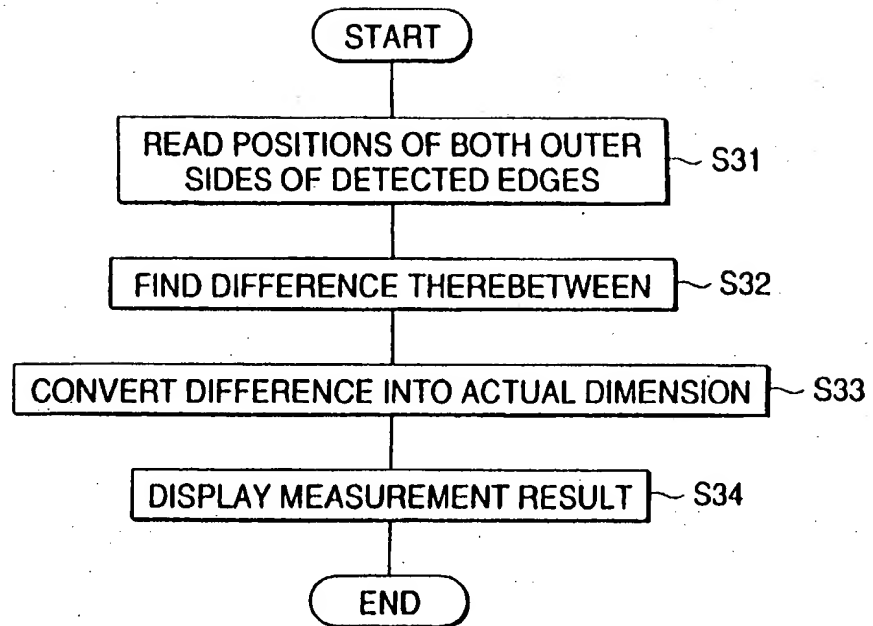 START
READ POSITIONS OF BOTH OUTER
SIDES OF DETECTED EDGES
~ S31
FIND DIFFERENCE THEREBETWEEN
~ S32
CONVERT DIFFERENCE INTO ACTUAL DIMENSION
~ S33
DISPLAY MEASUREMENT RESULT
~ S34
END